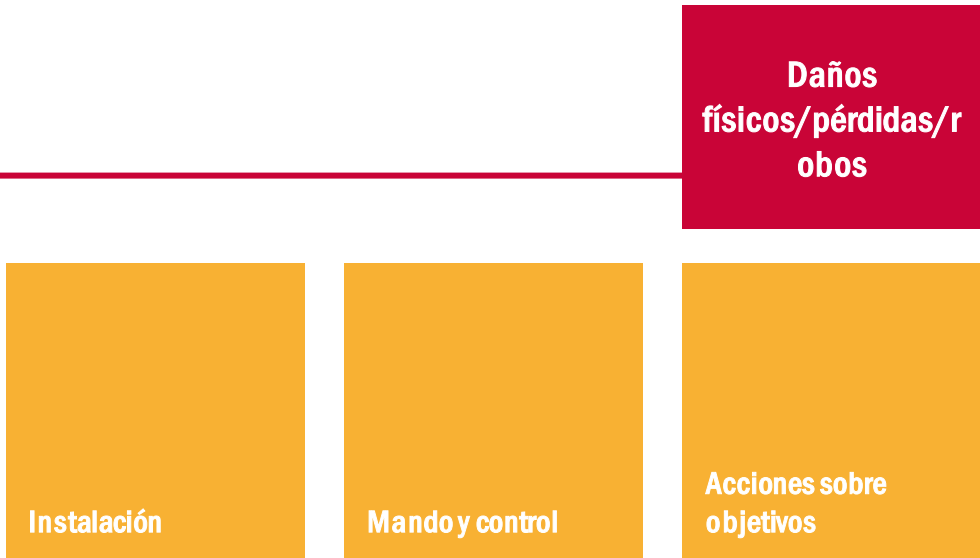 Daños
físicos/pérdidas/r
obos
Instalación
Mando y control
Acciones sobre
objetivos